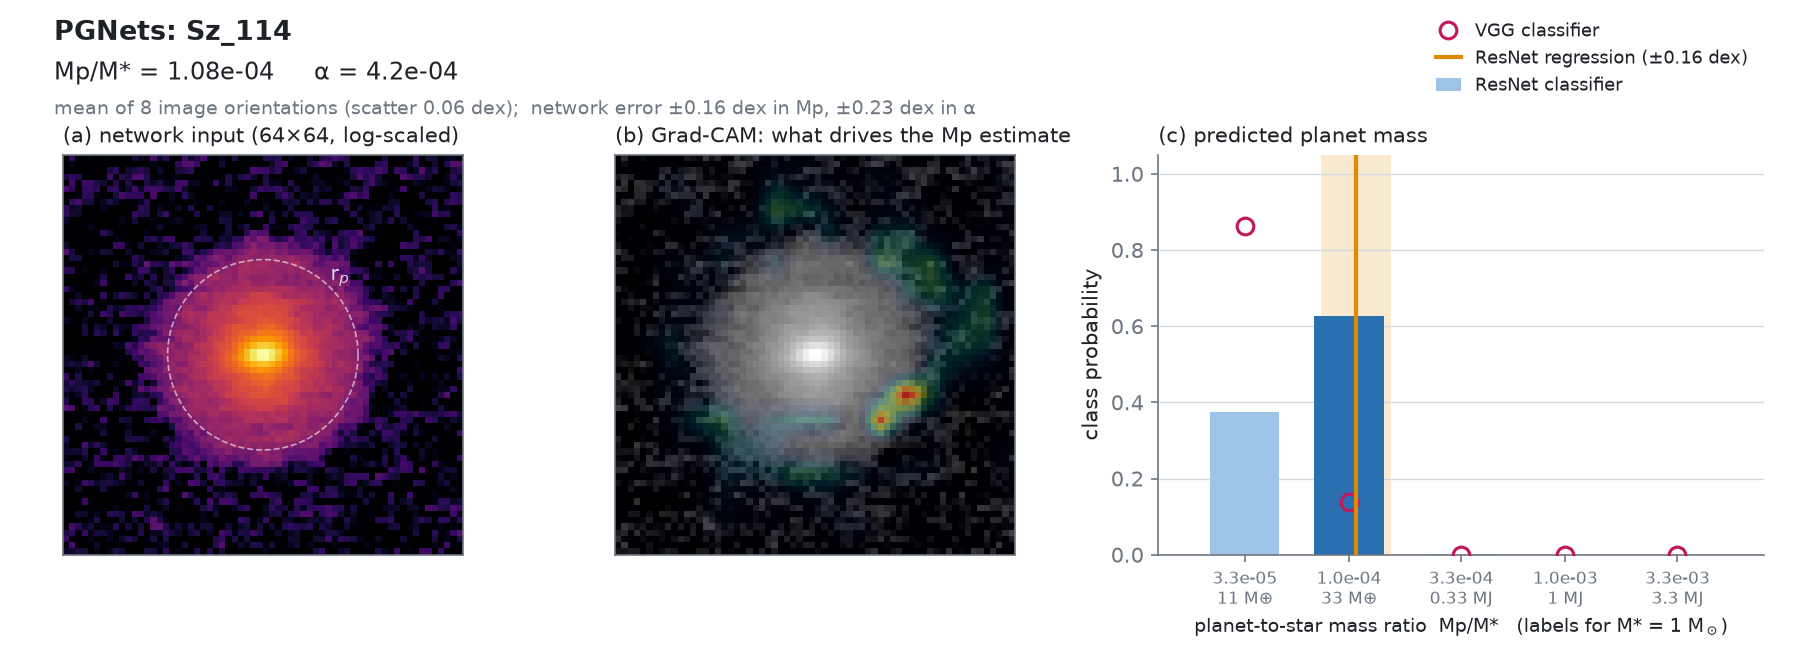 PGNets: Sz_114
Mp/M* = 1.08e-04 α = 4.2e-04
mean of 8 image orientations (scatter 0.06 dex); network error ±0.16 dex in Mp, ±0.23 dex in α
VGG classifier
ResNet regression (±0.16 dex)
ResNet classifier
(a) network input (64×64, log-scaled)
r_p
(b) Grad-CAM: what drives the Mp estimate
(c) predicted planet mass
class probability
1.0
0.8
0.6
0.4
0.2
0.0
3.3e-05 1.0e-04 3.3e-04 1.0e-03 3.3e-03
11 M⊕ 33 M⊕ 0.33 MJ 1 MJ 3.3 MJ
planet-to-star mass ratio Mp/M* (labels for M* = 1 M☉)